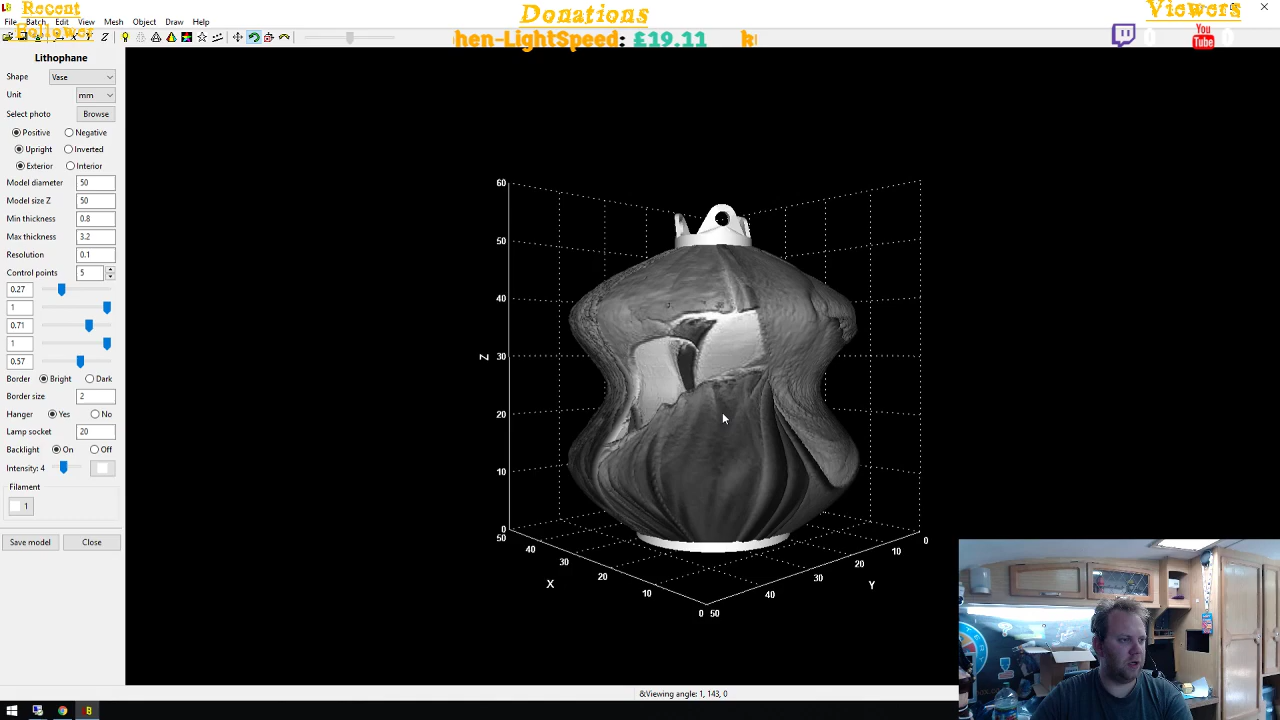 Recent
Follower
Donations
Viewers
File Batch Edit View Mesh Object Draw Help
hen-LightSpeed: £19.11
0 YouTube 0
Lithophane
Shape Vase
Unit mm
Select photo Browse
Positive Negative
Upright Inverted
Exterior Interior
Model diameter 50
Model size Z 50
Min thickness 0.8
Max thickness 3.2
Resolution 0.1
Control points 5
0.27
1
0.71
1
0.57
Border Bright Dark
Border size 2
Hanger Yes No
Lamp socket 20
Backlight On Off
Intensity: 4
Filament
1
Save model Close
60
50
40
30
20
10
0
Z
50
40
30
20
10
0
X
50
40
30
20
10
0
Y
&Viewing angle: 1, 143, 0